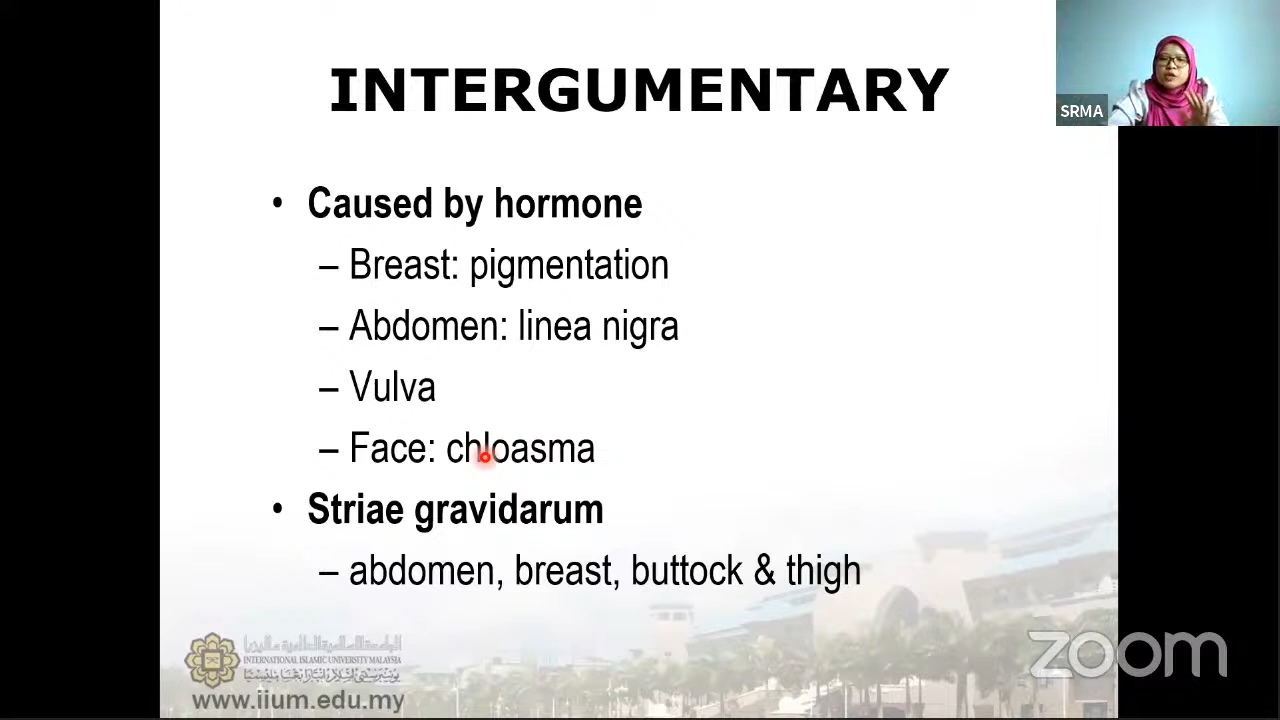 INTERGUMENTARY
SRMA
• Caused by hormone
– Breast: pigmentation
– Abdomen: linea nigra
– Vulva
– Face: chloasma
• Striae gravidarum
– abdomen, breast, buttock & thigh
INTERNATIONAL ISLAMIC UNIVERSITY MALAYSIA
www.iium.edu.my
zoom